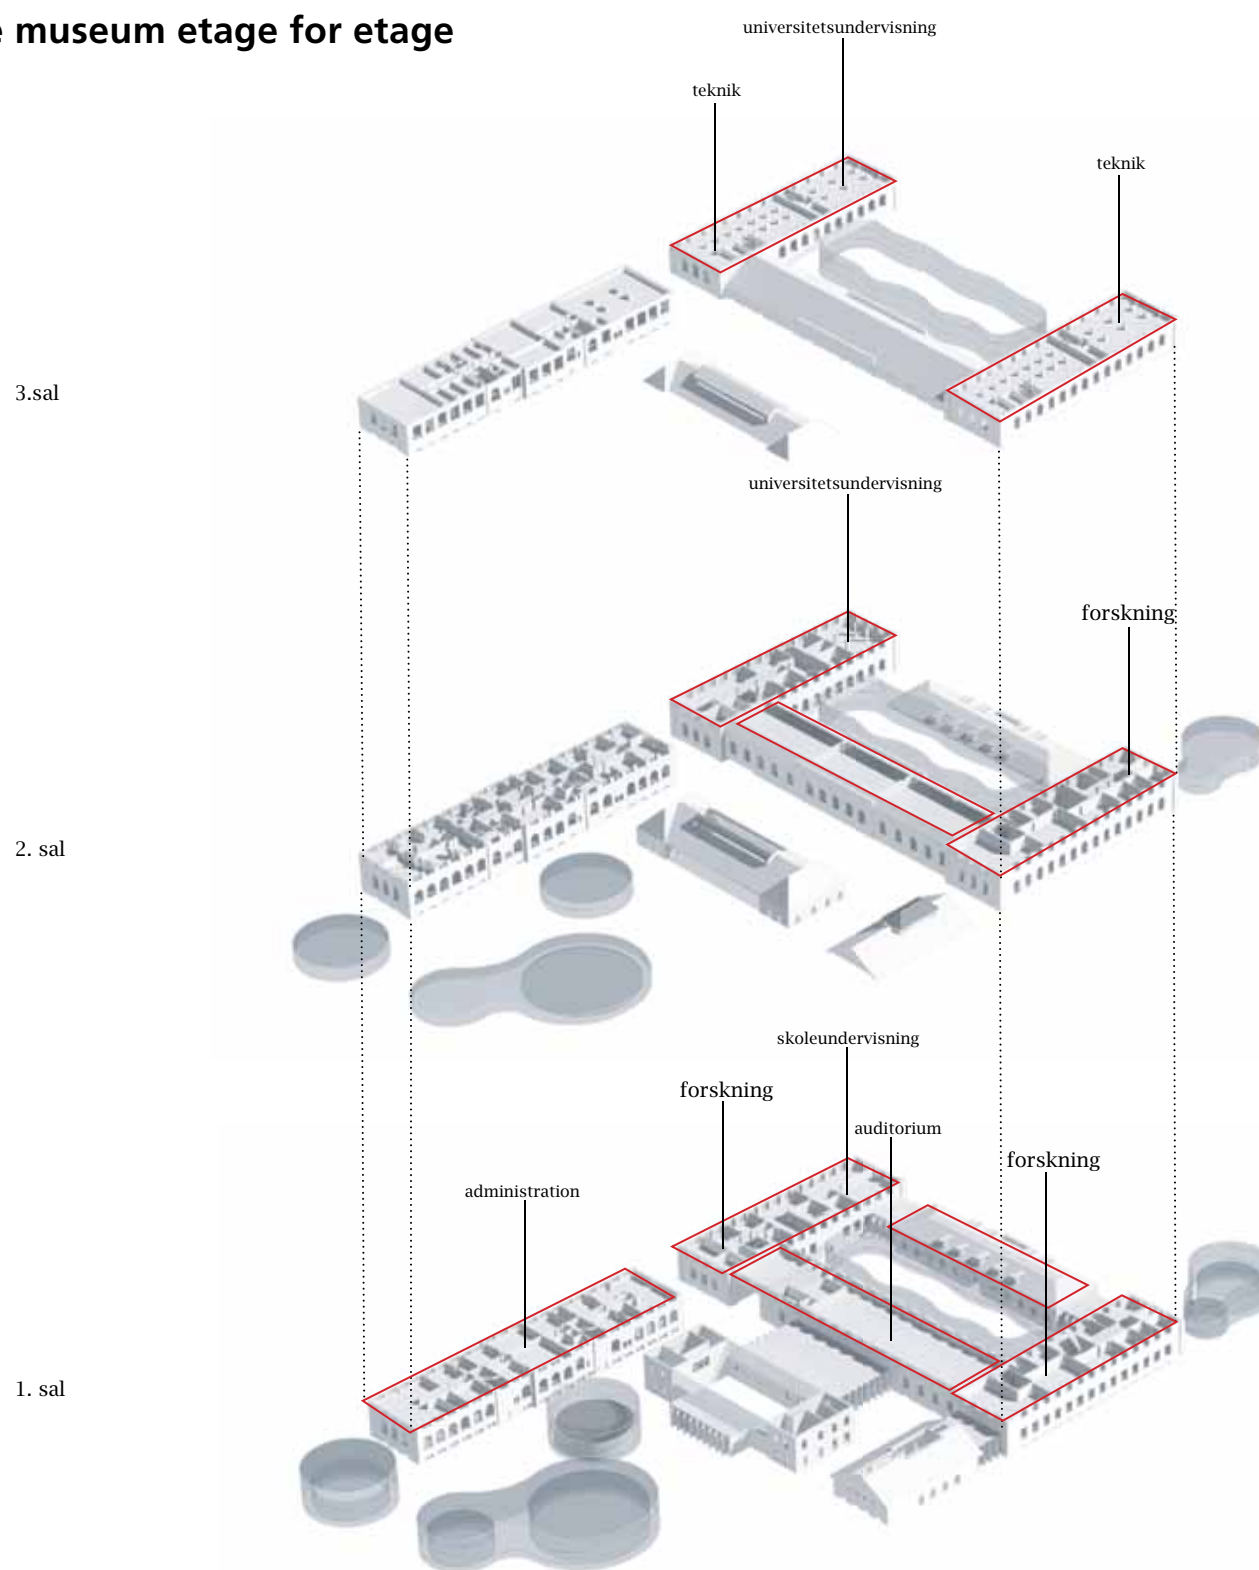 museum etage for etage
universitetsundervisning
teknik
teknik
3.sal
universitetsundervisning
forskning
2. sal
skoleundervisning
forskning
auditorium
forskning
administration
1. sal